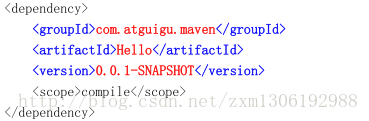 <dependency>
<groupId>com.atguigu.maven</groupId>
<artifactId>Hello</artifactId>
<version>0.0.1-SNAPSHOT</version>
<scope>compile</scope>
http://blog.csdn.net/zxm1306192988
</dependency>